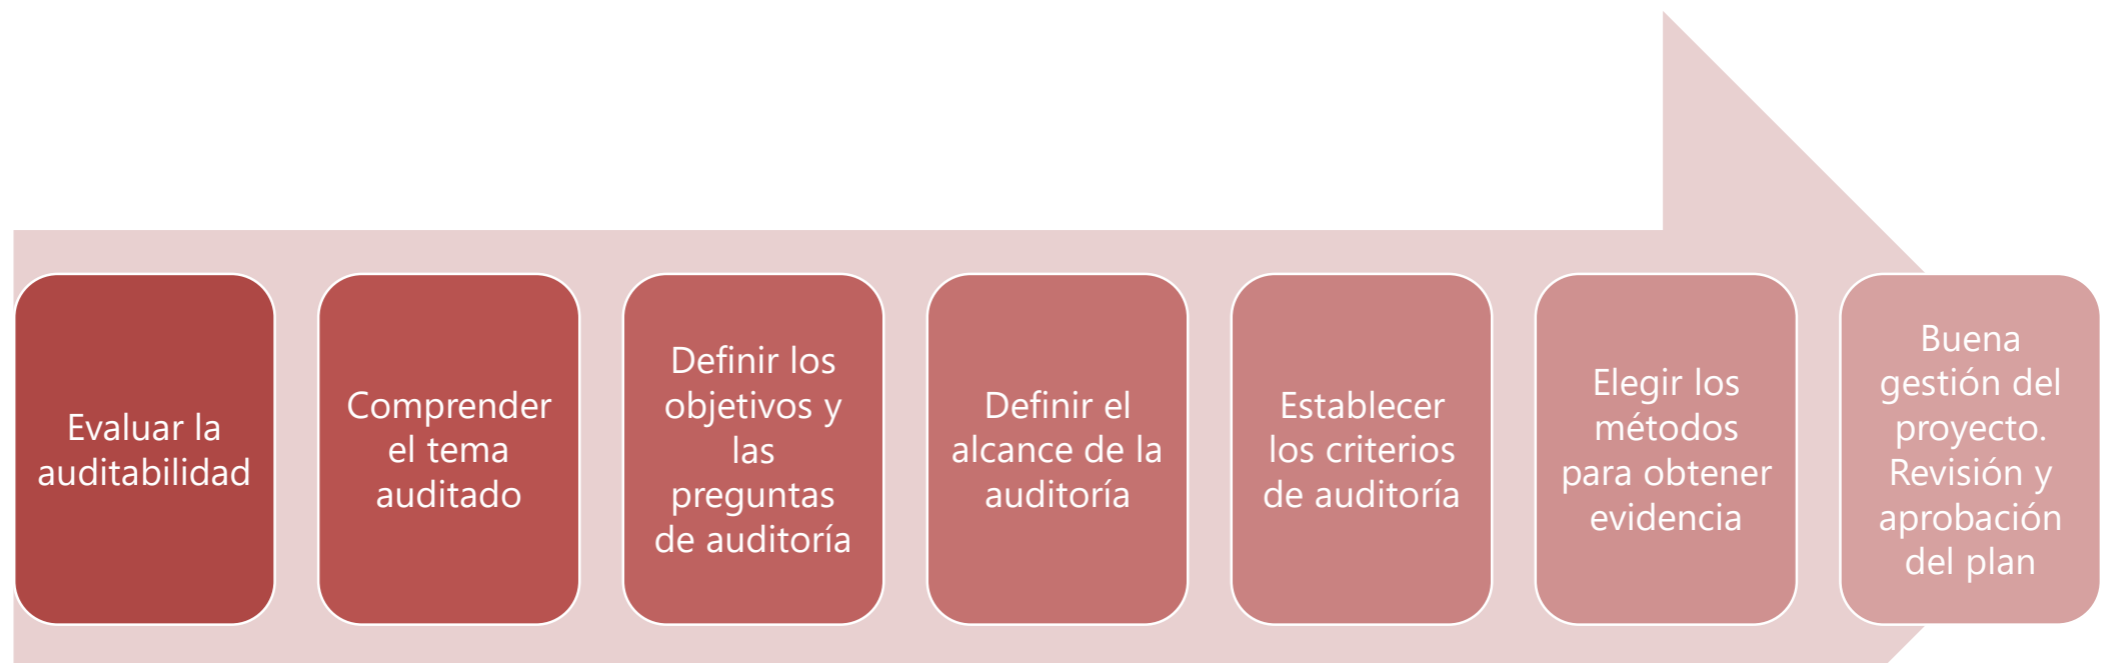 Evaluar la
auditabilidad
Comprender
el tema
auditado
Definir los
objetivos y
las
preguntas
de auditoría
Definir el
alcance de la
auditoría
Establecer
los criterios
de auditoría
Elegir los
métodos
para obtener
evidencia
Buena
gestión del
proyecto.
Revisión y
aprobación
del plan